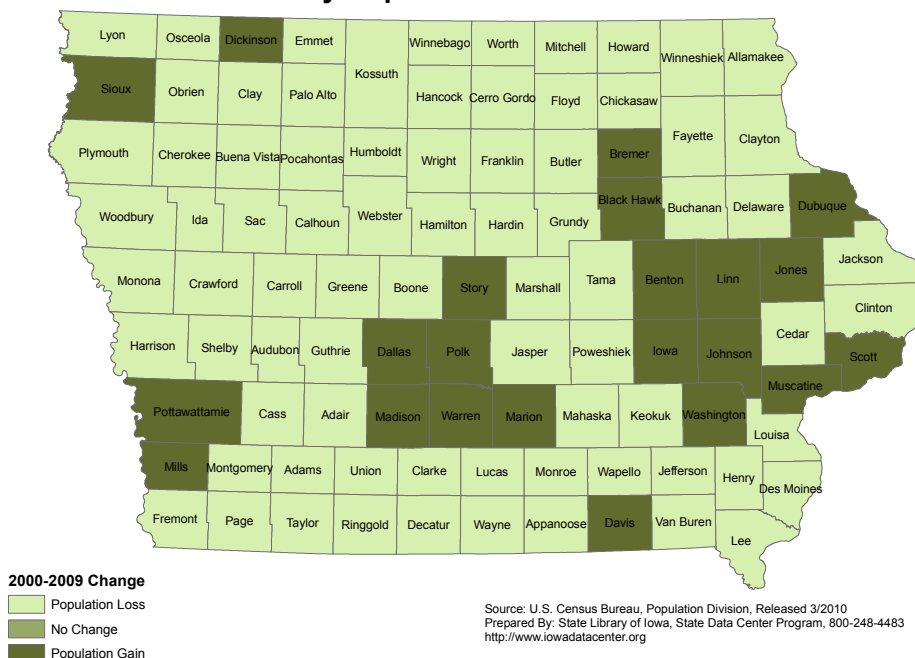 Lyon Osceola Dickinson Emmet Winnebago Worth Mitchell Howard Winneshiek Allamakee
Kossuth
Sioux Obrien Clay Palo Alto Hancock Cerro Gordo Floyd Chickasaw
Plymouth Cherokee Buena Vista Pocahontas Humboldt Wright Franklin Butler Bremer Fayette Clayton
Woodbury Ida Sac Calhoun Webster Hamilton Hardin Grundy Black Hawk Buchanan Delaware Dubuque
Monona Crawford Carroll Greene Boone Story Marshall Tama Benton Linn Jones Jackson
Clinton
Harrison Shelby Audubon Guthrie Dallas Polk Jasper Poweshiek Iowa Johnson Cedar Scott
Muscatine
Pottawattamie Cass Adair Madison Warren Marion Mahaska Keokuk Washington
Louisa
Mills Montgomery Adams Union Clarke Lucas Monroe Wapello Jefferson Henry Des Moines
Fremont Page Taylor Ringgold Decatur Wayne Appanoose Davis Van Buren Lee
2000-2009 Change
Population Loss
No Change
Population Gain
Source: U.S. Census Bureau, Population Division, Released 3/2010
Prepared By: State Library of Iowa, State Data Center Program, 800-248-4483
http://www.iowadatacenter.org